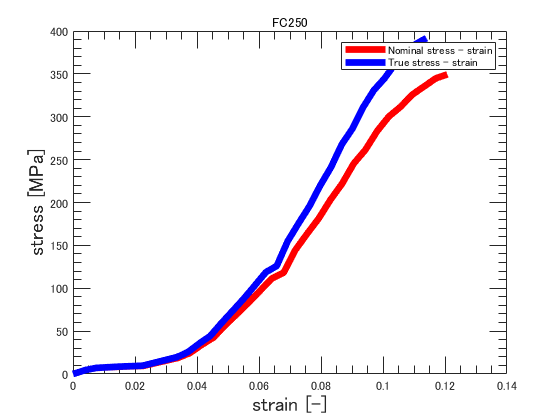 FC250
400
350
300
250
200
150
100
50
0
stress [MPa]
Nominal stress - strain
True stress - strain
0 0.02 0.04 0.06 0.08 0.1 0.12 0.14
strain [-]